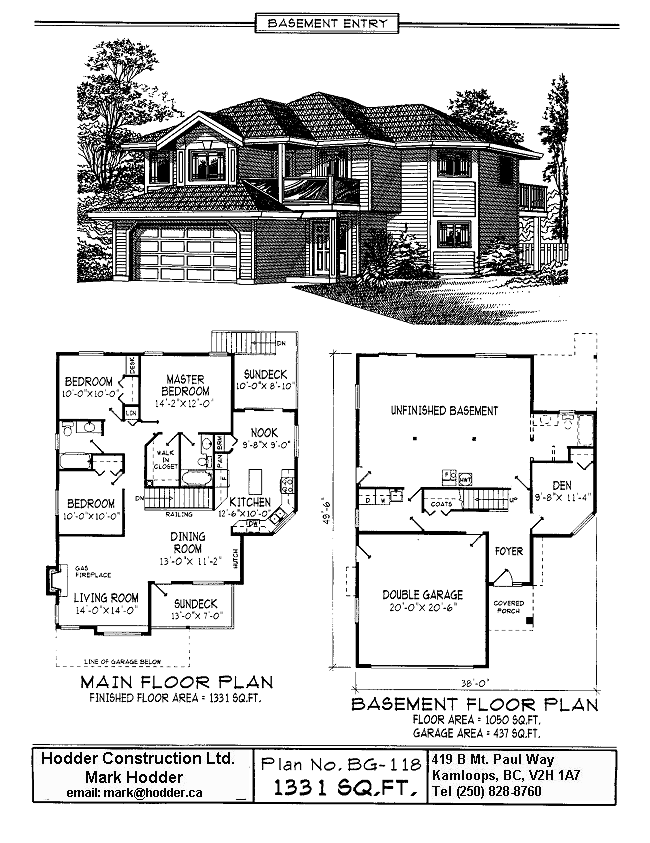 BASEMENT ENTRY
DN
SUNDECK
10'-0"x 8'-10"
BEDROOM
10'-0"x10'-0"
DESK
LIN
MASTER
BEDROOM
14'-2"x 12'-0"
NOOK
9'-8"x 9'-0"
WALK
IN
CLOSET
PAN
BRM
F
BEDROOM
10'-0"x10'-0"
DN
RAILING
KITCHEN
12'-6"x10'-0"
DW
DINING
ROOM
13'-0"x 11'-2"
HUTCH
GAS
FIREPLACE
LIVING ROOM
14'-0"x14'-0"
SUNDECK
13'-0"x 7'-0"
LINE OF GARAGE BELOW
MAIN FLOOR PLAN
FINISHED FLOOR AREA = 1331 SQ.FT.
UNFINISHED BASEMENT
F
HWT
D
W
COATS
UP
DEN
9'-8"x 11'-4"
49'-6"
FOYER
DOUBLE GARAGE
20'-0"x 20'-6"
COVERED
PORCH
38'-0"
BASEMENT FLOOR PLAN
FLOOR AREA = 1050 SQ.FT.
GARAGE AREA = 437 SQ.FT.
Hodder Construction Ltd.
Mark Hodder
email: mark@hodder.ca
Plan No. BG-118
1331 SQ.FT.
419 B Mt. Paul Way
Kamloops, BC, V2H 1A7
Tel (250) 828-8760